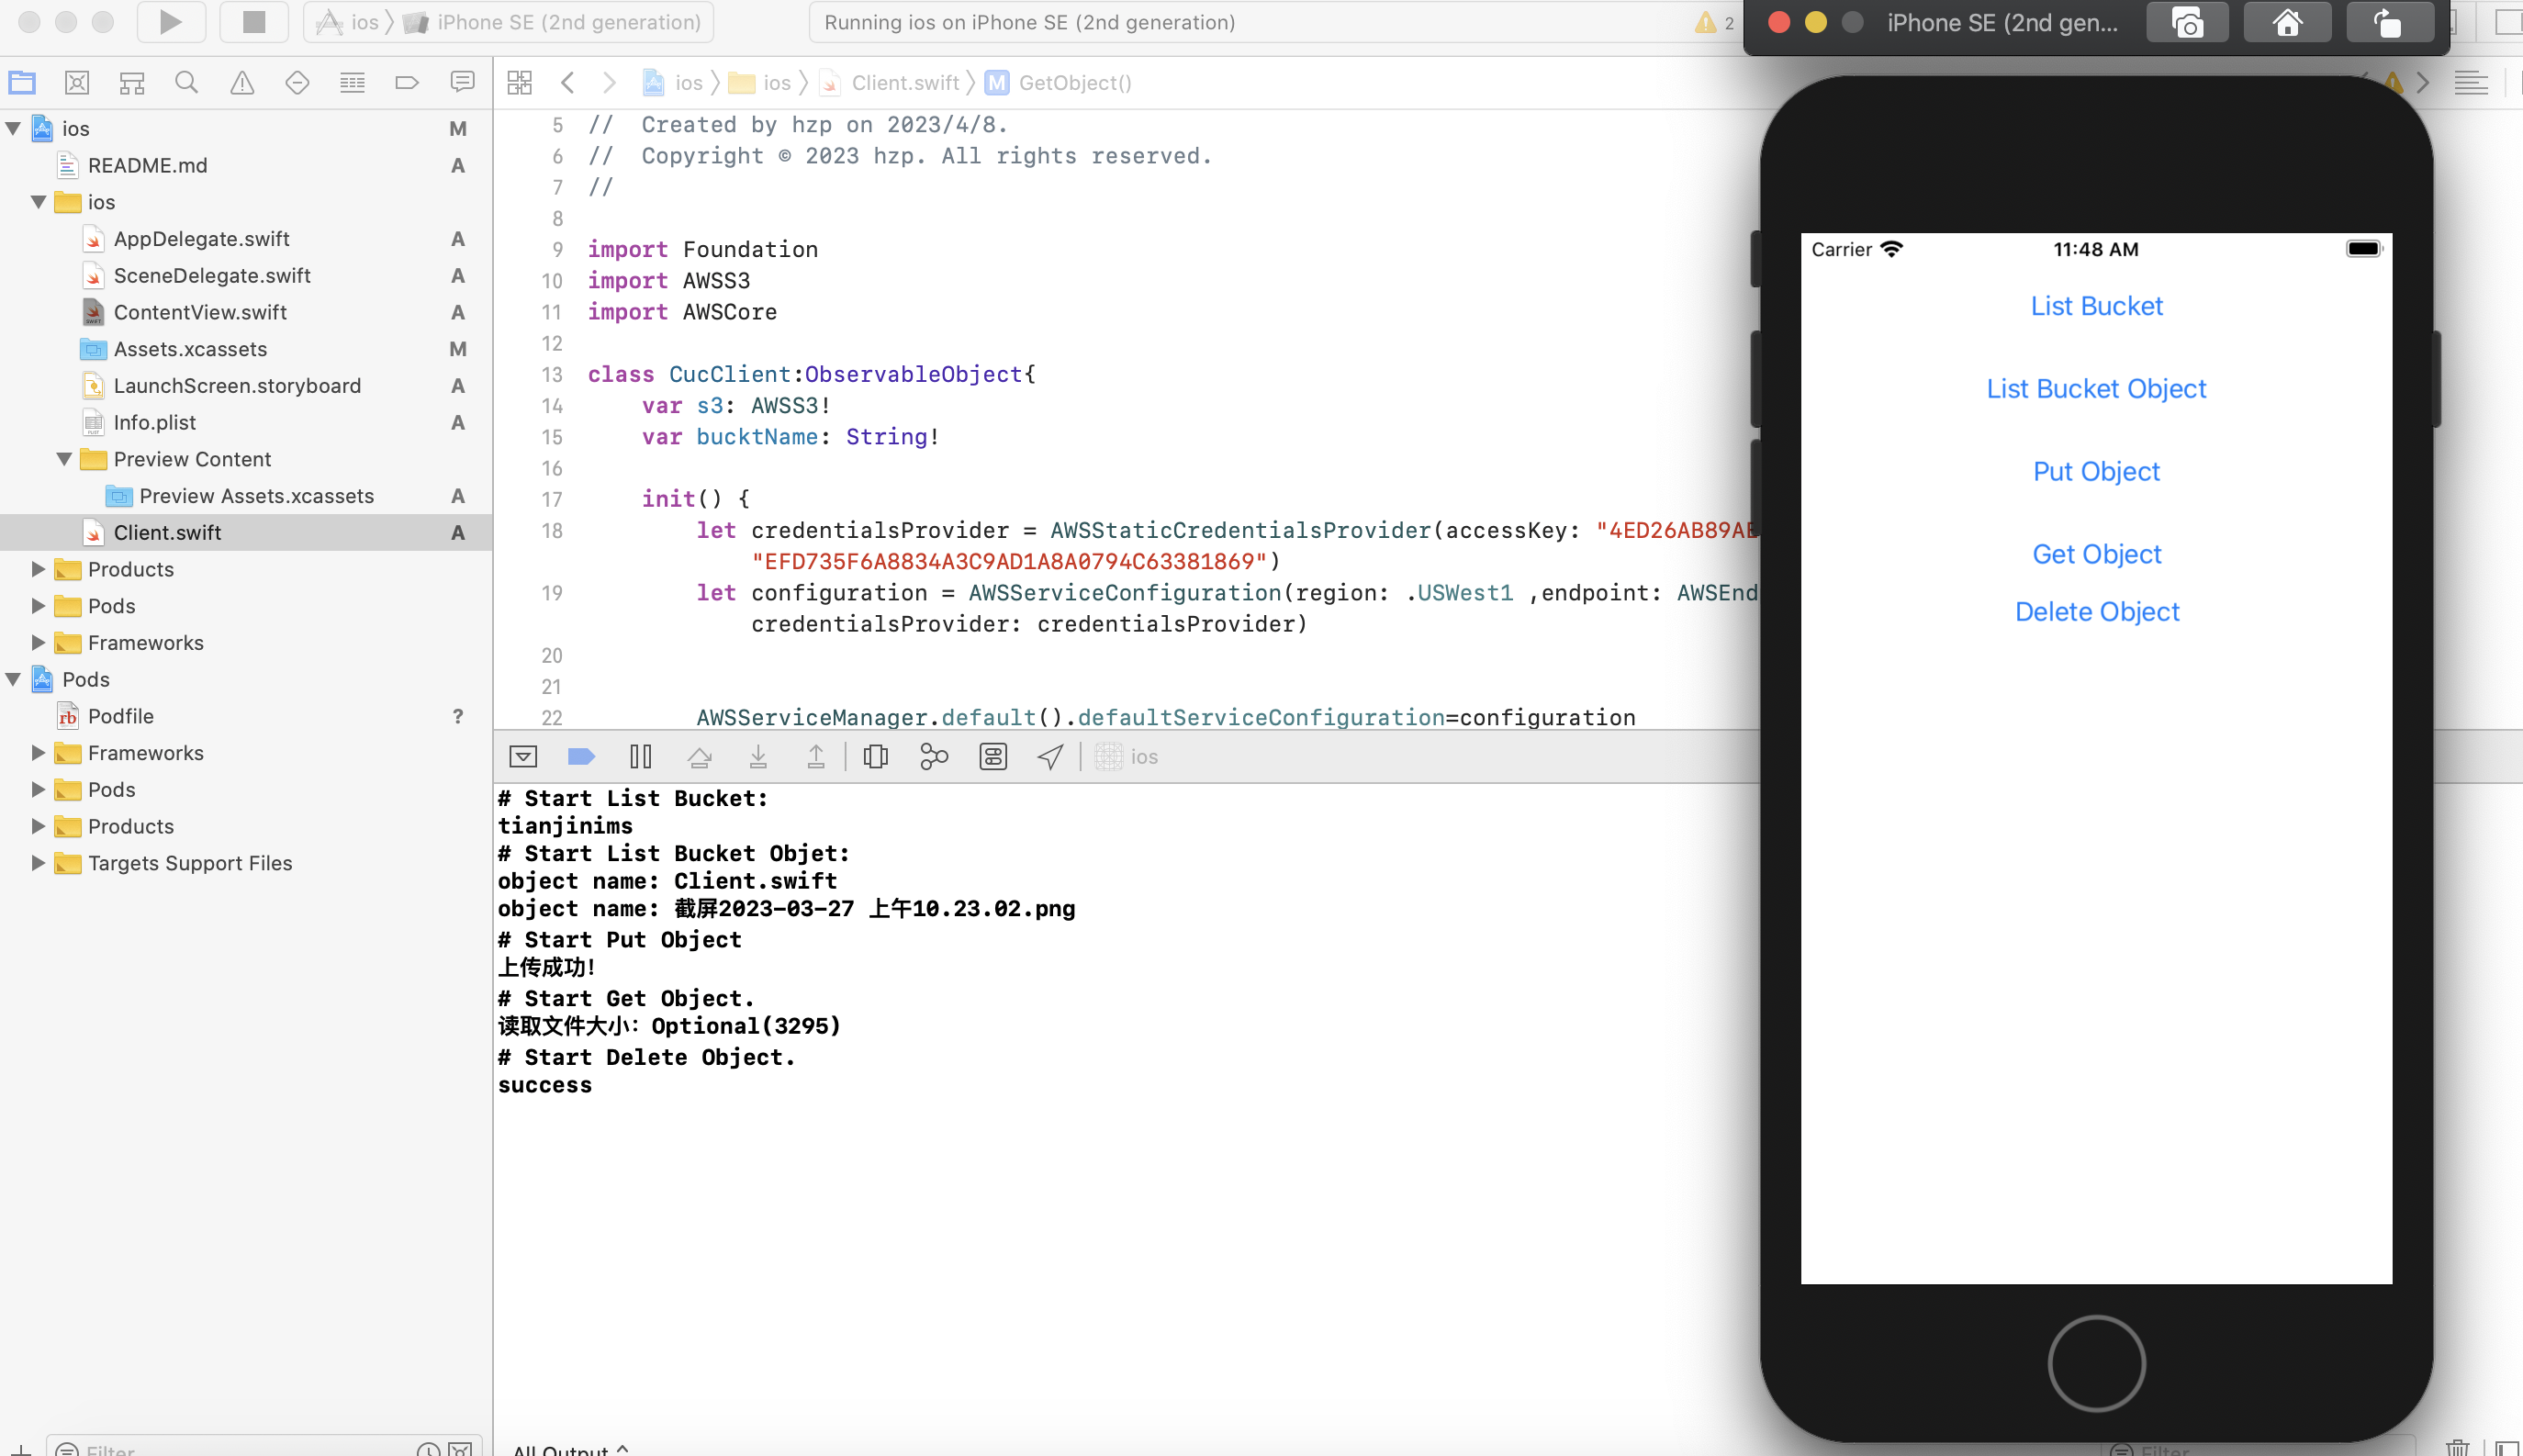 ios
iPhone SE (2nd generation)
Running ios on iPhone SE (2nd generation)
2
iPhone SE (2nd gen...
ios
M
README.md
A
ios
AppDelegate.swift
A
SceneDelegate.swift
A
ContentView.swift
A
Assets.xcassets
M
LaunchScreen.storyboard
A
Info.plist
A
Preview Content
Preview Assets.xcassets
A
Client.swift
A
Products
Pods
Frameworks
Pods
Podfile
?
Frameworks
Pods
Products
Targets Support Files
Filter
ios
ios
Client.swift
M GetObject()
5 //  Created by hzp on 2023/4/8.
6 //  Copyright © 2023 hzp. All rights reserved.
7 //
8
9 import Foundation
10 import AWSS3
11 import AWSCore
12
13 class CucClient:ObservableObject{
14 var s3: AWSS3!
15 var bucktName: String!
16
17 init() {
18 let credentialsProvider = AWSStaticCredentialsProvider(accessKey: "4ED26AB89AE
"EFD735F6A8834A3C9AD1A8A0794C63381869")
19 let configuration = AWSServiceConfiguration(region: .USWest1 ,endpoint: AWSEnd
credentialsProvider: credentialsProvider)
20
21
22 AWSServiceManager.default().defaultServiceConfiguration=configuration
ios
# Start List Bucket:
tianjinims
# Start List Bucket Objet:
object name: Client.swift
object name: 截屏2023-03-27 上午10.23.02.png
# Start Put Object
上传成功!
# Start Get Object.
读取文件大小: Optional(3295)
# Start Delete Object.
success
All Output
Filter
Carrier
11:48 AM
List Bucket
List Bucket Object
Put Object
Get Object
Delete Object